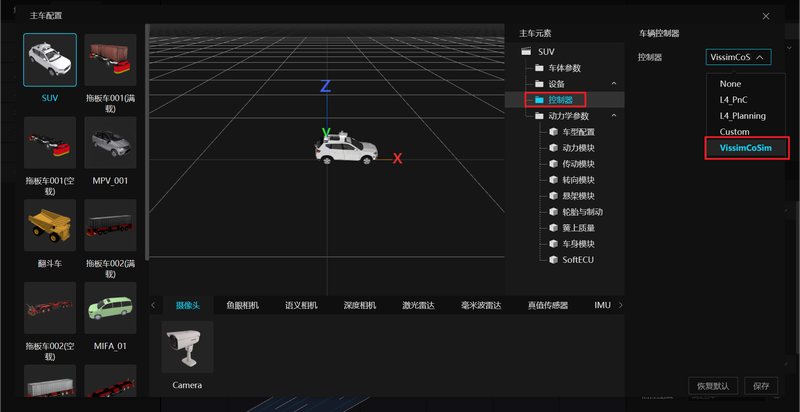 主车配置
SUV
拖板车001(满
载)
拖板车001(空
载)
MPV_001
翻斗车
拖板车002(满
载)
拖板车002(空
载)
MIFA_01
Z
Y
X
摄像头
鱼眼相机
语义相机
深度相机
激光雷达
毫米波雷达
真值传感器
IMU
Camera
主车元素
SUV
车体参数
设备
控制器
动力学参数
车型配置
动力模块
传动模块
转向模块
悬架模块
轮胎与制动
簧上质量
车身模块
SoftECU
车辆控制器
控制器
VissimCoS
None
L4_PnC
L4_Planning
Custom
VissimCoSim
恢复默认
保存